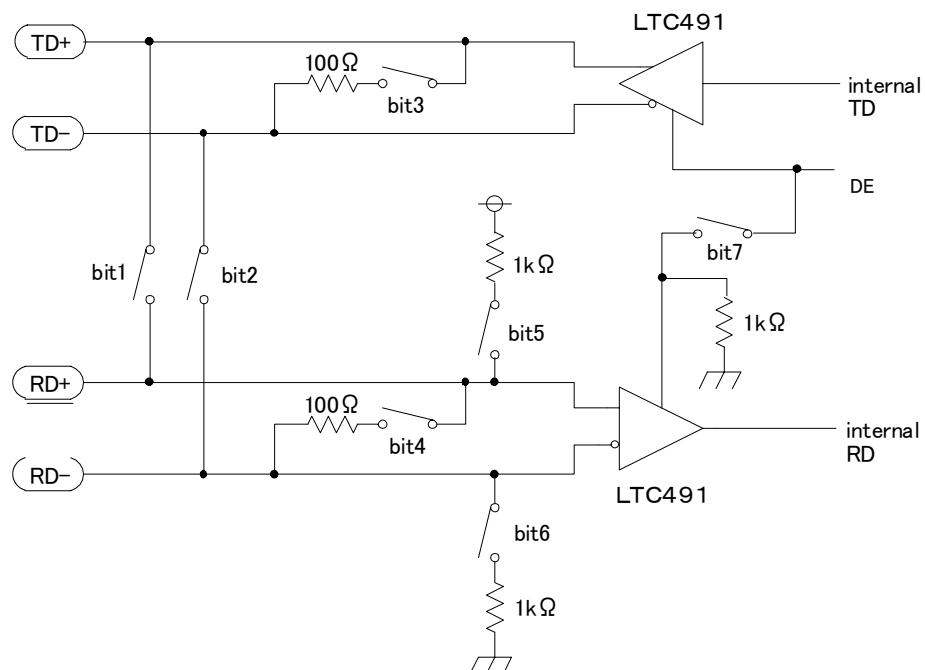 LTC491
TD+
100Ω
bit3
internal
TD
TD−
DE
bit7
1kΩ
bit1
bit2
bit5
1kΩ
RD+
100Ω
bit4
internal
RD
RD−
LTC491
bit6
1kΩ